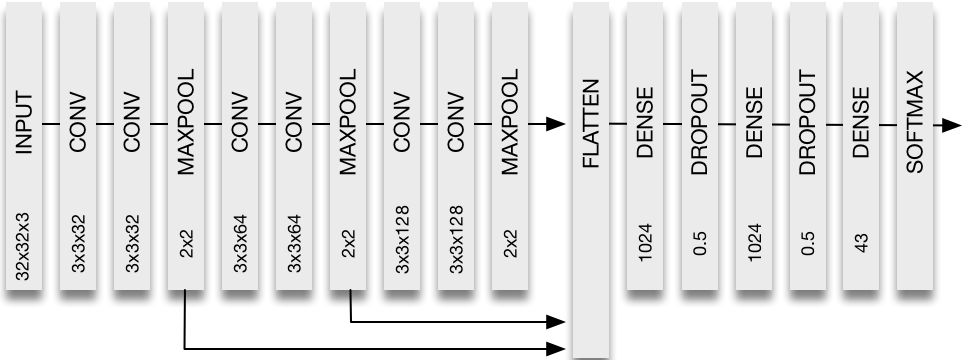 INPUT 32x32x3
CONV 3x3x32
CONV 3x3x32
MAXPOOL 2x2
CONV 3x3x64
CONV 3x3x64
MAXPOOL 2x2
CONV 3x3x128
CONV 3x3x128
MAXPOOL 2x2
FLATTEN
DENSE 1024
DROPOUT 0.5
DENSE 1024
DROPOUT 0.5
DENSE 43
SOFTMAX